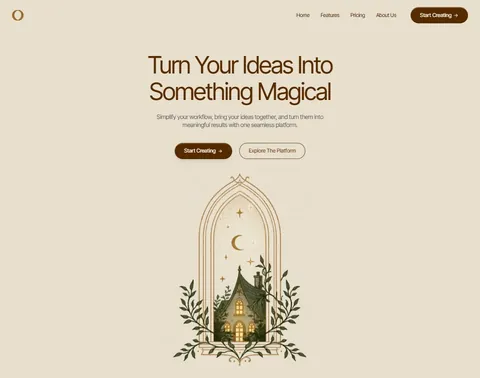 Home Features Pricing About Us Start Creating →
Turn Your Ideas Into
Something Magical
Simplify your workflow, bring your ideas together, and turn them into
meaningful results with one seamless platform.
Start Creating → Explore The Platform